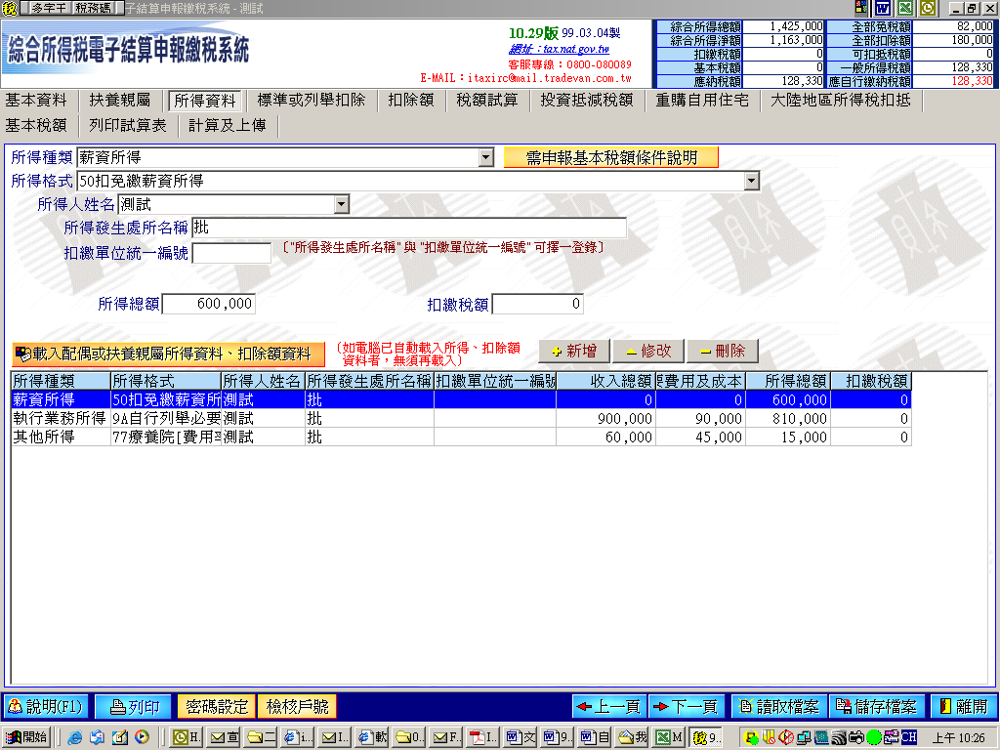 多字干 稅務碼 子結算申報繳稅系統 - 測試
綜合所得稅電子結算申報繳稅系統
10.29版 99.03.04製
網址：tax.nat.gov.tw
客服專線：0800-080089
E-MAIL：itaxirc@mail.tradevan.com.tw
綜合所得總額 1,425,000 全部免稅額 82,000
綜合所得淨額 1,163,000 全部扣除額 180,000
扣繳稅額 0 可扣抵稅額 0
基本稅額 0 一般所得稅額 128,330
應納稅額 128,330 應自行繳納稅額 128,330
基本資料 扶養親屬 所得資料 標準或列舉扣除 扣除額 稅額試算 投資抵減稅額 重購自用住宅 大陸地區所得稅扣抵
基本稅額 列印試算表 計算及上傳
所得種類 薪資所得 需申報基本稅額條件說明
所得格式 50扣免繳薪資所得
所得人姓名 測試
所得發生處所名稱 批
扣繳單位統一編號 〔"所得發生處所名稱" 與 "扣繳單位統一編號" 可擇一登錄〕
所得總額 600,000 扣繳稅額 0
載入配偶或扶養親屬所得資料、扣除額資料
（如電腦已自動載入所得、扣除額
資料者，無須再載入）
新增 修改 刪除
所得種類 所得格式 所得人姓名 所得發生處所名稱 扣繳單位統一編號 收入總額 費用及成本 所得總額 扣繳稅額
薪資所得 50扣免繳薪資所 測試 批 0 0 600,000 0
執行業務所得 9A自行列舉必要 測試 批 900,000 90,000 810,000 0
其他所得 77療養院[費用 測試 批 60,000 45,000 15,000 0
說明(F1) 列印 密碼設定 檢核戶號 上一頁 下一頁 讀取檔案 儲存檔案 離開
開始 H. 宣 二 i... I.. 軟 0. F. I.. 交 9. 自 我 M 9.. CH 上午 10:26